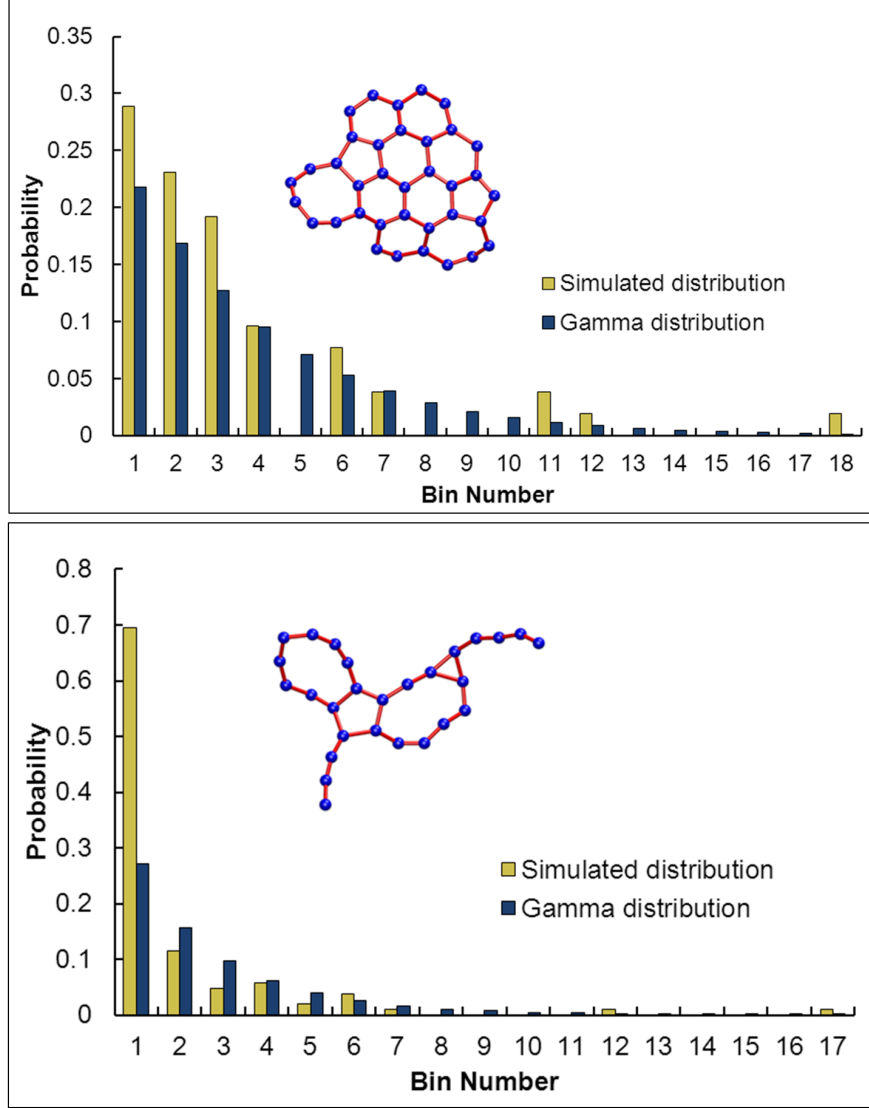 0.35
0.3
0.25
0.2
0.15
0.1
0.05
0
Probability
Simulated distribution
Gamma distribution
1 2 3 4 5 6 7 8 9 10 11 12 13 14 15 16 17 18
Bin Number
0.8
0.7
0.6
0.5
0.4
0.3
0.2
0.1
0
Probability
Simulated distribution
Gamma distribution
1 2 3 4 5 6 7 8 9 10 11 12 13 14 15 16 17
Bin Number